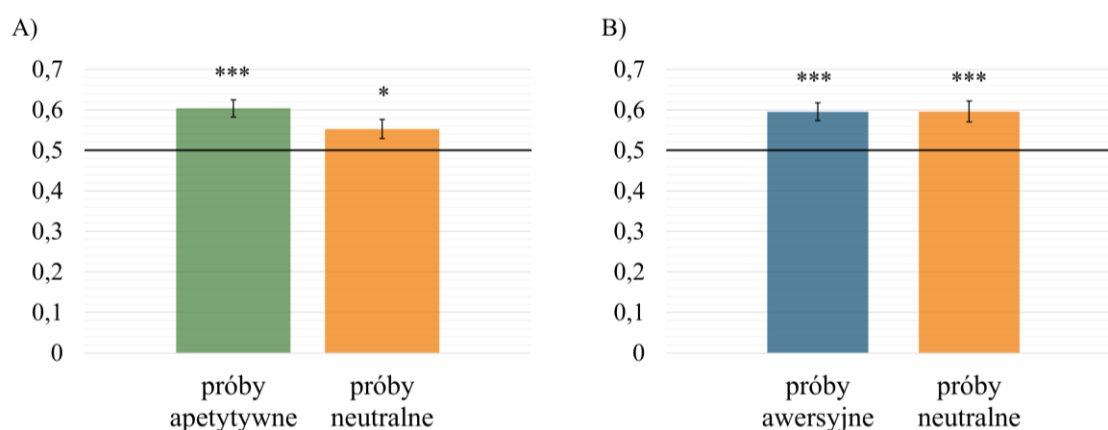 A)
0,7
0,6
0,5
0,4
0,3
0,2
0,1
0
***
*
próby
apetytywne
próby
neutralne
B)
0,7
0,6
0,5
0,4
0,3
0,2
0,1
0
***
***
próby
awersyjne
próby
neutralne